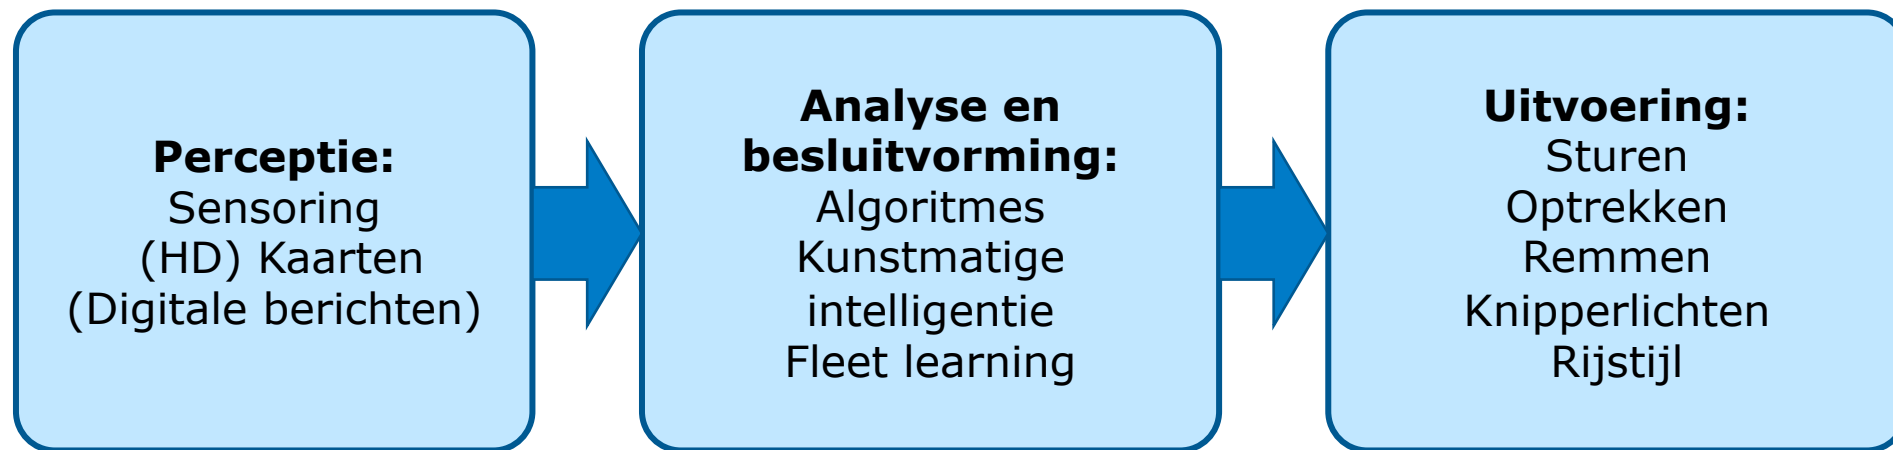 Perceptie:
Sensoring
(HD) Kaarten
(Digitale berichten)
Analyse en
besluitvorming:
Algoritmes
Kunstmatige
intelligentie
Fleet learning
Uitvoering:
Sturen
Optrekken
Remmen
Knipperlichten
Rijstijl